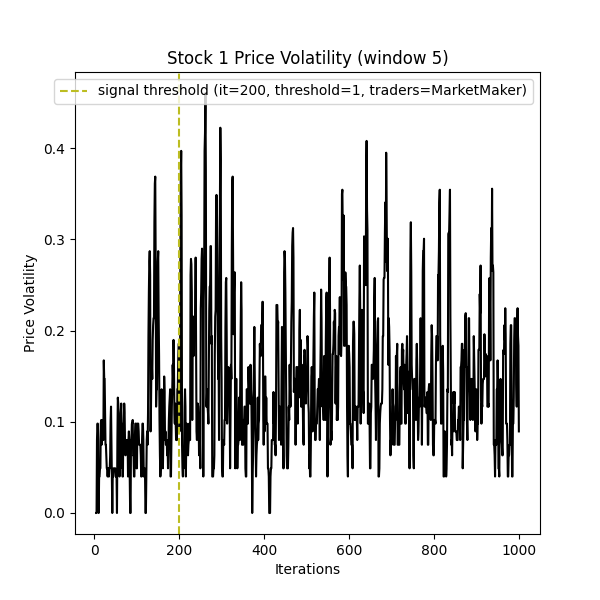 Stock 1 Price Volatility (window 5)
signal threshold (it=200, threshold=1, traders=MarketMaker)
Price Volatility
0.4
0.3
0.2
0.1
0.0
0 200 400 600 800 1000
Iterations